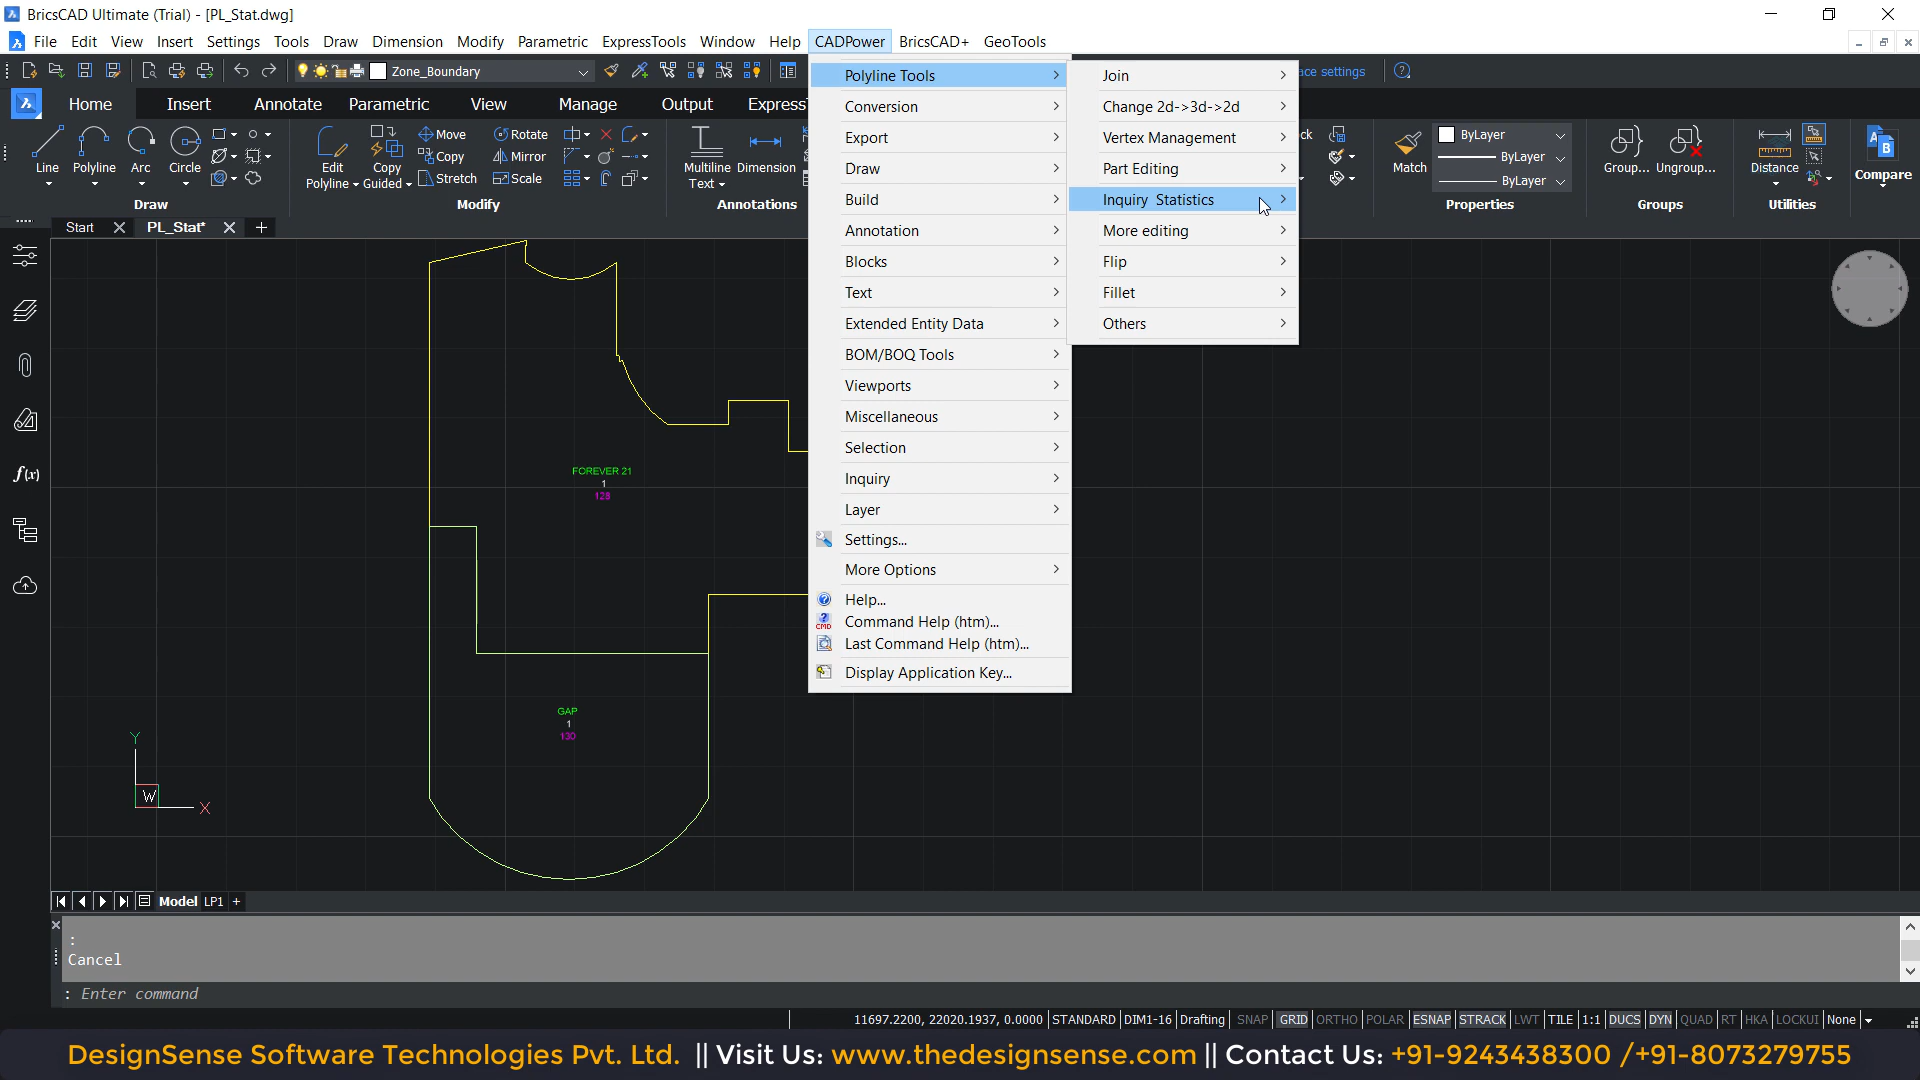 BricsCAD Ultimate (Trial) - [PL_Stat.dwg]
File Edit View Insert Settings Tools Draw Dimension Modify Parametric ExpressTools Window Help CADPower BricsCAD+ GeoTools
Zone_Boundary
ace settings
Home Insert Annotate Parametric View Manage Output Express
Line Polyline Arc Circle
Draw
Edit Polyline
Copy Guided
Move Copy Stretch
Rotate Mirror Scale
Modify
Multiline Text
Dimension
Annotations
ck
Match
ByLayer
ByLayer
ByLayer
Properties
Group... Ungroup...
Groups
Distance
Utilities
A B
Compare
Start PL_Stat* +
f(x)
Polyline Tools
Conversion
Export
Draw
Build
Annotation
Blocks
Text
Extended Entity Data
BOM/BOQ Tools
Viewports
Miscellaneous
Selection
Inquiry
Layer
Settings...
More Options
Help...
CMD
Command Help (htm)...
Last Command Help (htm)...
Display Application Key...
Join
Change 2d->3d->2d
Vertex Management
Part Editing
Inquiry Statistics
More editing
Flip
Fillet
Others
FOREVER 21
1
128
GAP
1
130
Y
W X
Model LP1 +
:
Cancel
: Enter command
11697.2200, 22020.1937, 0.0000 STANDARD DIM1-16 Drafting SNAP GRID ORTHO POLAR ESNAP STRACK LWT TILE 1:1 DUCS DYN QUAD RT HKA LOCKUI None
DesignSense Software Technologies Pvt. Ltd. || Visit Us: www.thedesignsense.com || Contact Us: +91-9243438300 /+91-8073279755